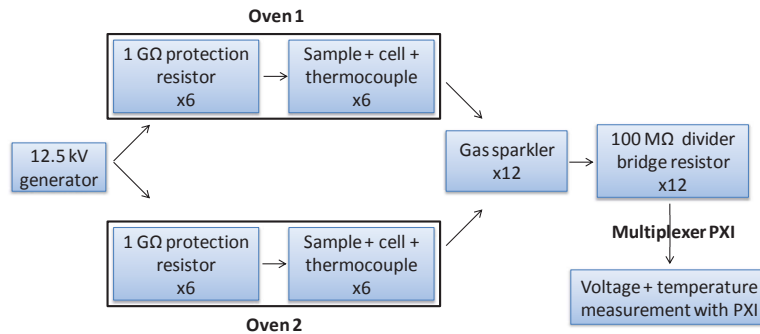 Oven 1
1 GΩ protection
resistor
x6
Sample + cell +
thermocouple
x6
12.5 kV
generator
Gas sparkler
x12
100 MΩ divider
bridge resistor
x12
1 GΩ protection
resistor
x6
Sample + cell +
thermocouple
x6
Oven 2
Multiplexer PXI
Voltage + temperature
measurement with PXI